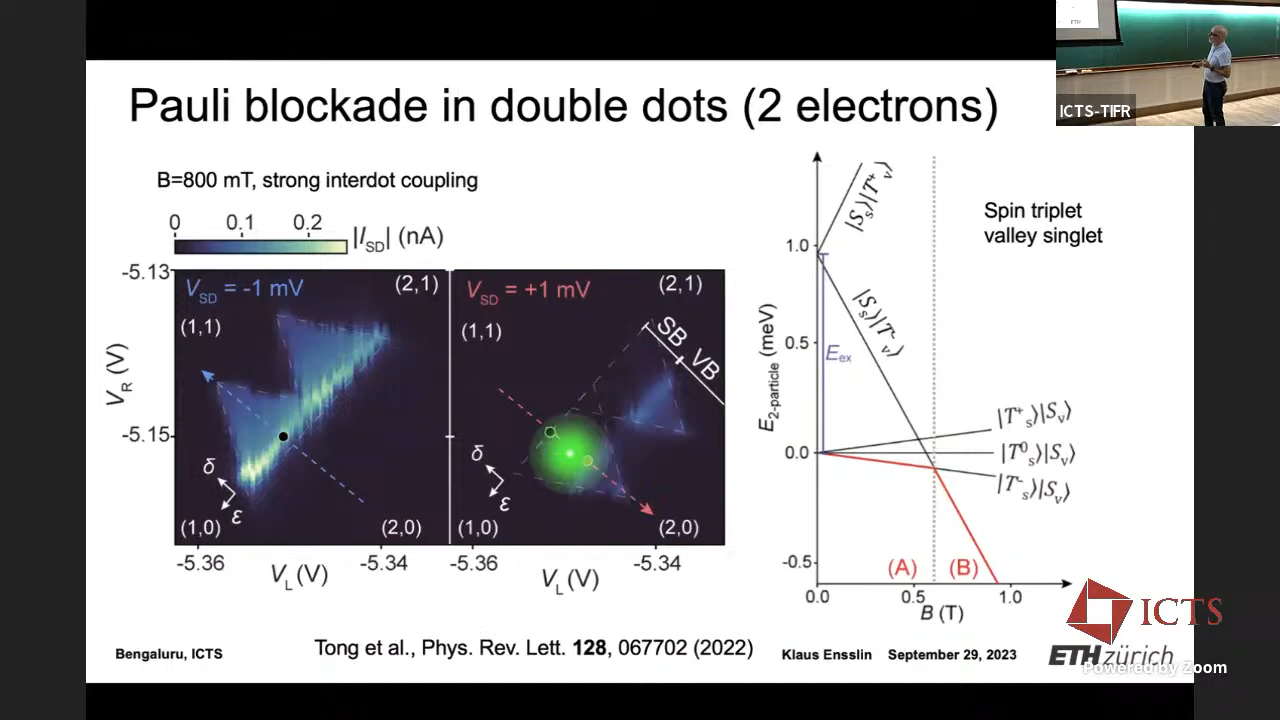 Pauli blockade in double dots (2 electrons)
ICTS-TIFR
B=800 mT, strong interdot coupling
0 0.1 0.2 |I_SD| (nA)
-5.13
-5.15
V_R (V)
V_SD = -1 mV (2,1)
(1,1)
δ
ε
(1,0) (2,0)
-5.36 -5.34
V_L (V)
V_SD = +1 mV (2,1)
(1,1)
SB VB
δ
ε
(1,0) (2,0)
-5.36 -5.34
V_L (V)
Spin triplet
valley singlet
|S_s⟩|T^+_v⟩
|S_s⟩|T^-_v⟩
1.0
0.5
0.0
-0.5
E_2-particle (meV)
E_ex
|T^+_s⟩|S_v⟩
|T^0_s⟩|S_v⟩
|T^-_s⟩|S_v⟩
(A) (B)
0.0 0.5 1.0
B (T)
Tong et al., Phys. Rev. Lett. 128, 067702 (2022)
Bengaluru, ICTS
Klaus Ensslin September 29, 2023
ETH zürich
ICTS
Powered by Zoom